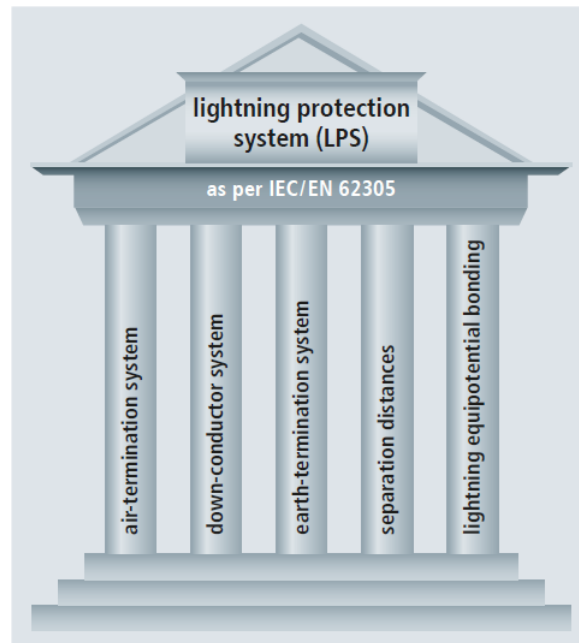 lightning protection
system (LPS)
as per IEC/EN 62305
air-termination system
down-conductor system
earth-termination system
separation distances
lightning equipotential bonding